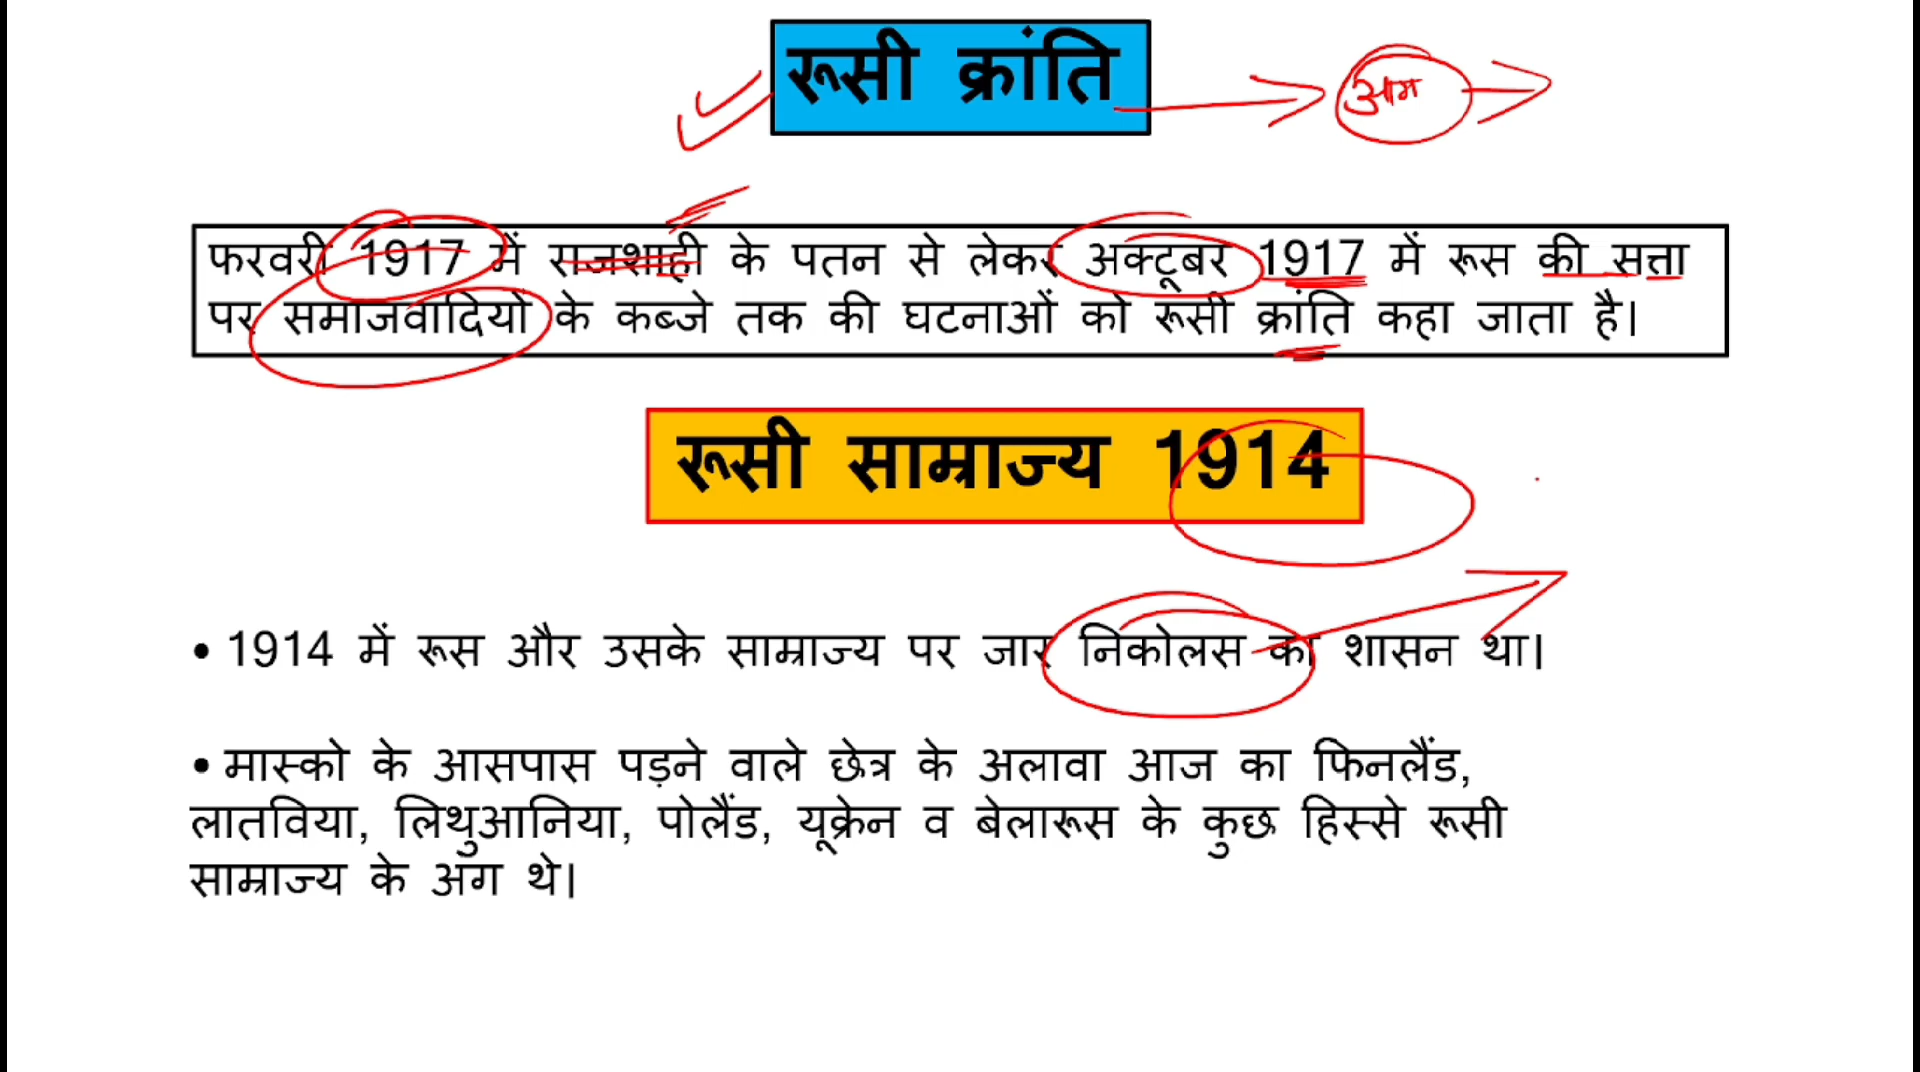 रूसी क्रांति
आम
फरवरी 1917 में राजशाही के पतन से लेकर अक्टूबर 1917 में रूस की सत्ता
पर समाजवादियों के कब्जे तक की घटनाओं को रूसी क्रांति कहा जाता है।
रूसी साम्राज्य 1914
• 1914 में रूस और उसके साम्राज्य पर जार निकोलस का शासन था।
• मास्को के आसपास पड़ने वाले छेत्र के अलावा आज का फिनलैंड,
लातविया, लिथुआनिया, पोलैंड, यूक्रेन व बेलारूस के कुछ हिस्से रूसी
साम्राज्य के अंग थे।